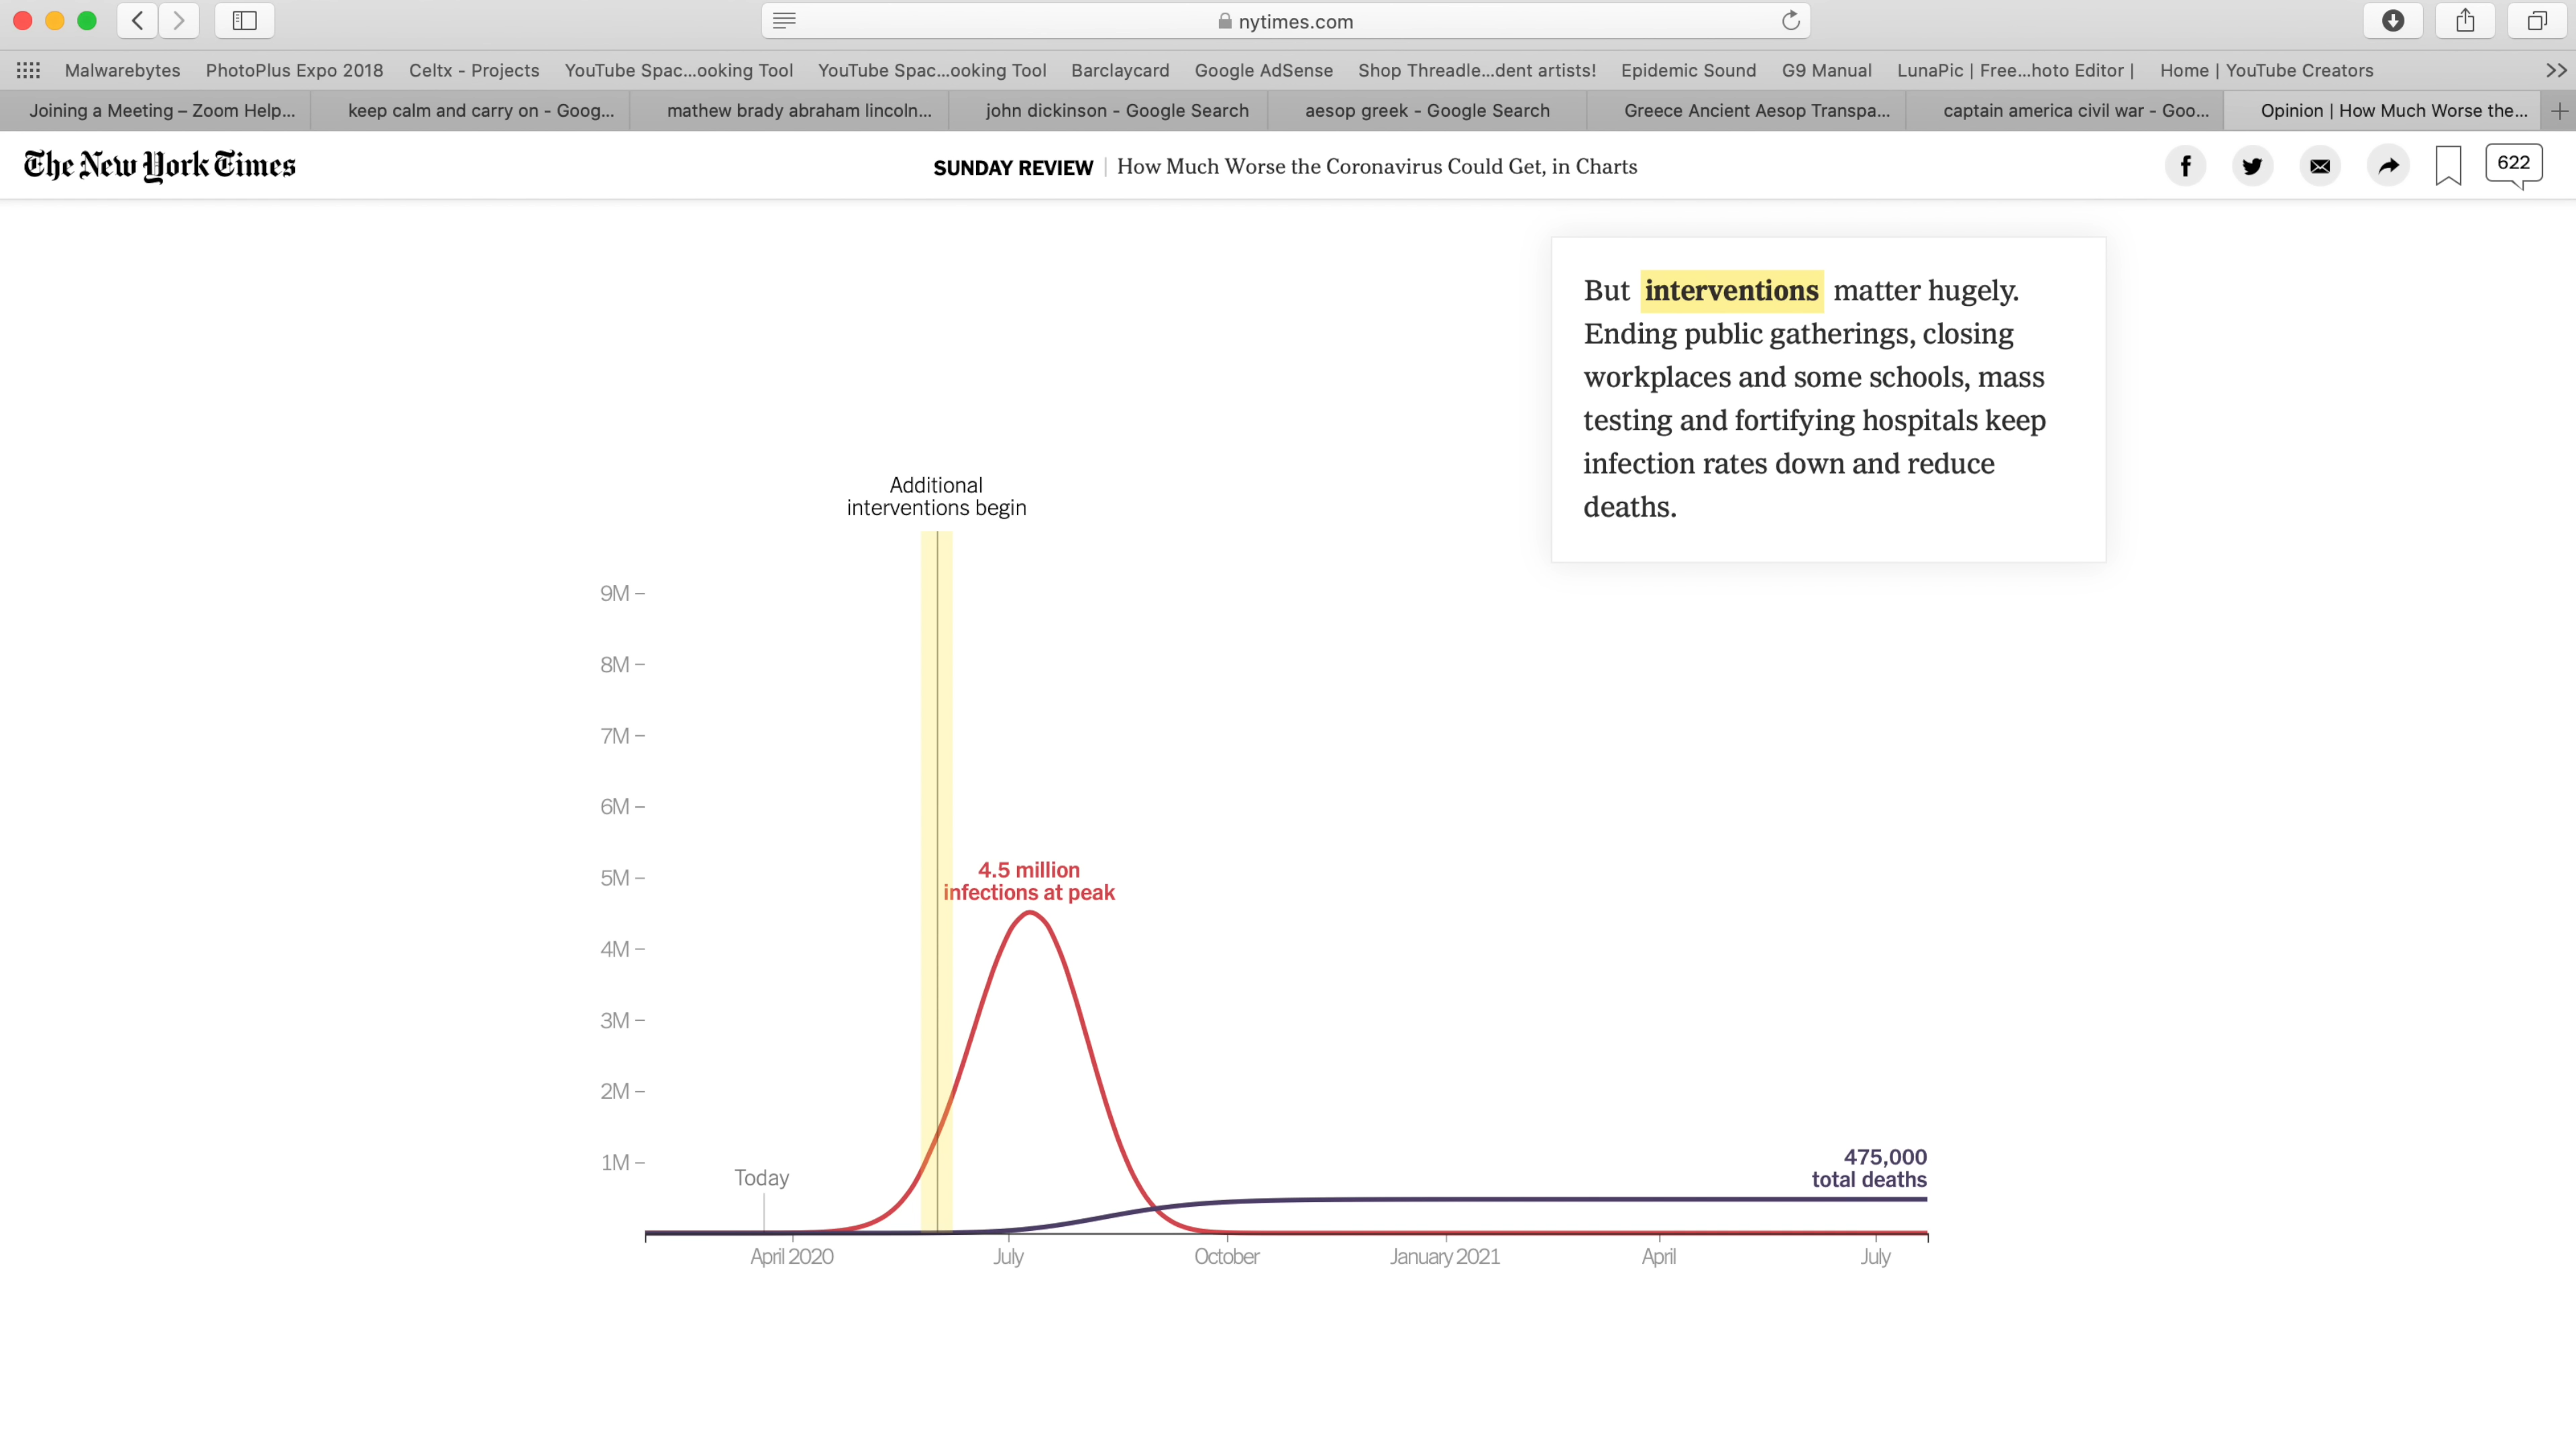 nytimes.com
Malwarebytes PhotoPlus Expo 2018 Celtx - Projects YouTube Spac...ooking Tool YouTube Spac...ooking Tool Barclaycard Google AdSense Shop Threadle...dent artists! Epidemic Sound G9 Manual LunaPic | Free...hoto Editor | Home | YouTube Creators
Joining a Meeting – Zoom Help... keep calm and carry on - Goog... mathew brady abraham lincoln... john dickinson - Google Search aesop greek - Google Search Greece Ancient Aesop Transpa... captain america civil war - Goo... Opinion | How Much Worse the...
The New York Times SUNDAY REVIEW | How Much Worse the Coronavirus Could Get, in Charts 622
But interventions matter hugely.
Ending public gatherings, closing
workplaces and some schools, mass
testing and fortifying hospitals keep
infection rates down and reduce
deaths.
Additional
interventions begin
9M
8M
7M
6M
5M
4M
3M
2M
1M
4.5 million
infections at peak
Today
475,000
total deaths
April 2020 July October January 2021 April July